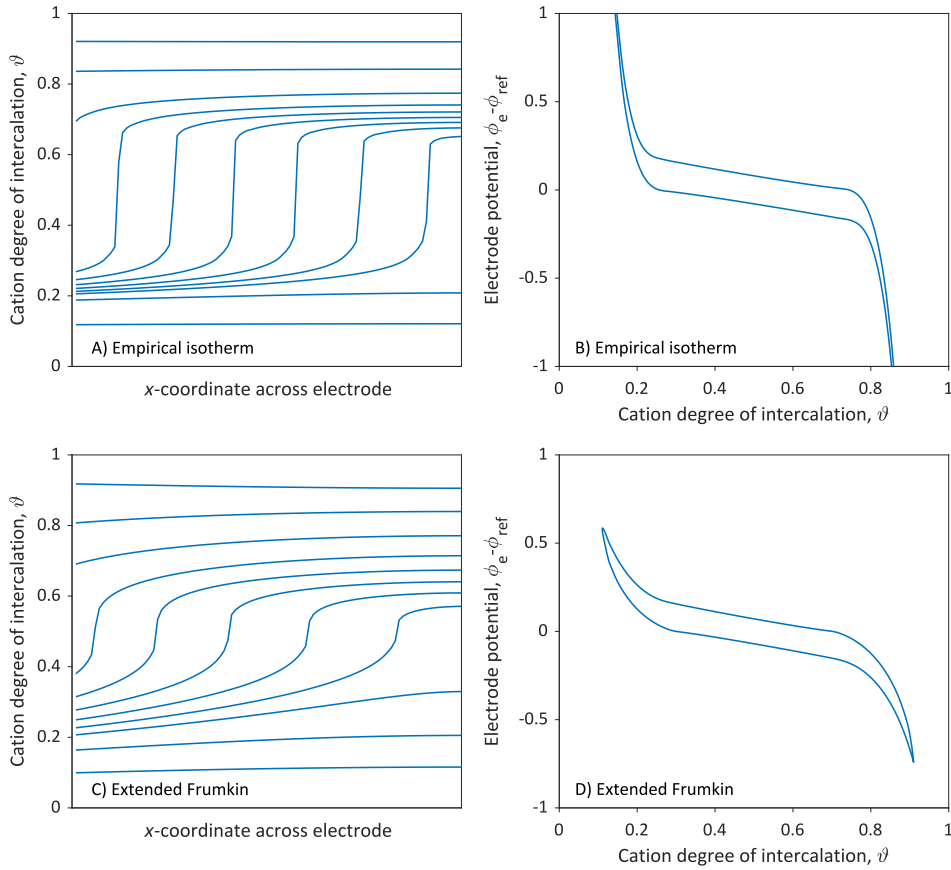 1
0.8
0.6
0.4
0.2
0
Cation degree of intercalation, ϑ
A) Empirical isotherm
x-coordinate across electrode
1
0.5
0
-0.5
-1
Electrode potential, ϕe-ϕref
B) Empirical isotherm
0 0.2 0.4 0.6 0.8 1
Cation degree of intercalation, ϑ
1
0.8
0.6
0.4
0.2
0
Cation degree of intercalation, ϑ
C) Extended Frumkin
x-coordinate across electrode
1
0.5
0
-0.5
-1
Electrode potential, ϕe-ϕref
D) Extended Frumkin
0 0.2 0.4 0.6 0.8 1
Cation degree of intercalation, ϑ